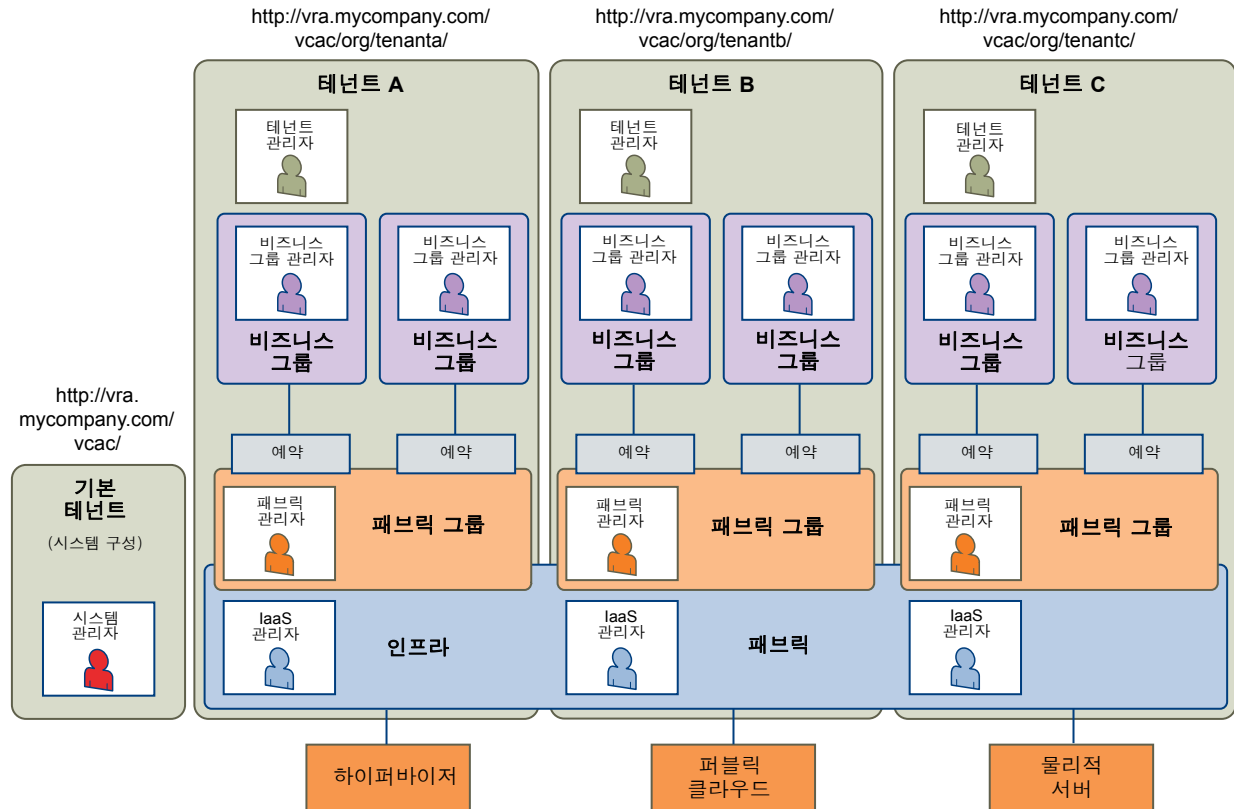 http://vra.mycompany.com/
vcac/org/tenanta/
http://vra.mycompany.com/
vcac/org/tenantb/
http://vra.mycompany.com/
vcac/org/tenantc/
테넌트 A
테넌트 B
테넌트 C
테넌트
관리자
테넌트
관리자
테넌트
관리자
비즈니스
그룹 관리자
비즈니스
그룹 관리자
비즈니스
그룹 관리자
비즈니스
그룹 관리자
비즈니스
그룹 관리자
비즈니스
그룹 관리자
비즈니스
그룹
비즈니스
그룹
비즈니스
그룹
비즈니스
그룹
비즈니스
그룹
비즈니스
그룹
http://vra.
mycompany.com/
vcac/
예약
예약
예약
예약
예약
예약
기본
테넌트
(시스템 구성)
시스템
관리자
패브릭
관리자
패브릭 그룹
패브릭
관리자
패브릭 그룹
패브릭
관리자
패브릭 그룹
IaaS
관리자
인프라
IaaS
관리자
패브릭
IaaS
관리자
하이퍼바이저
퍼블릭
클라우드
물리적
서버